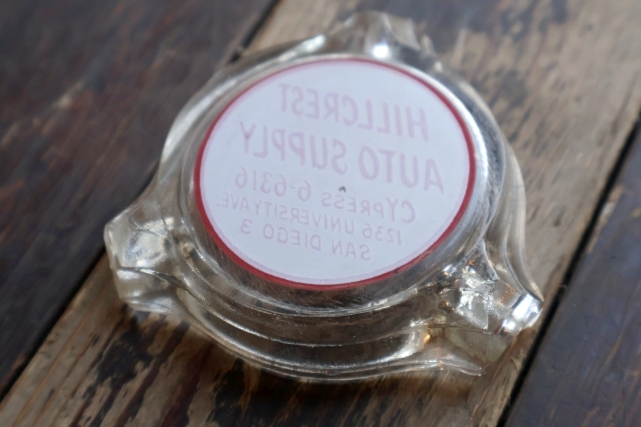 HILLCREST
AUTO SUPPLY
CYPRESS 6-6316
1236 UNIVERSITY AVE.
SAN DIEGO 3